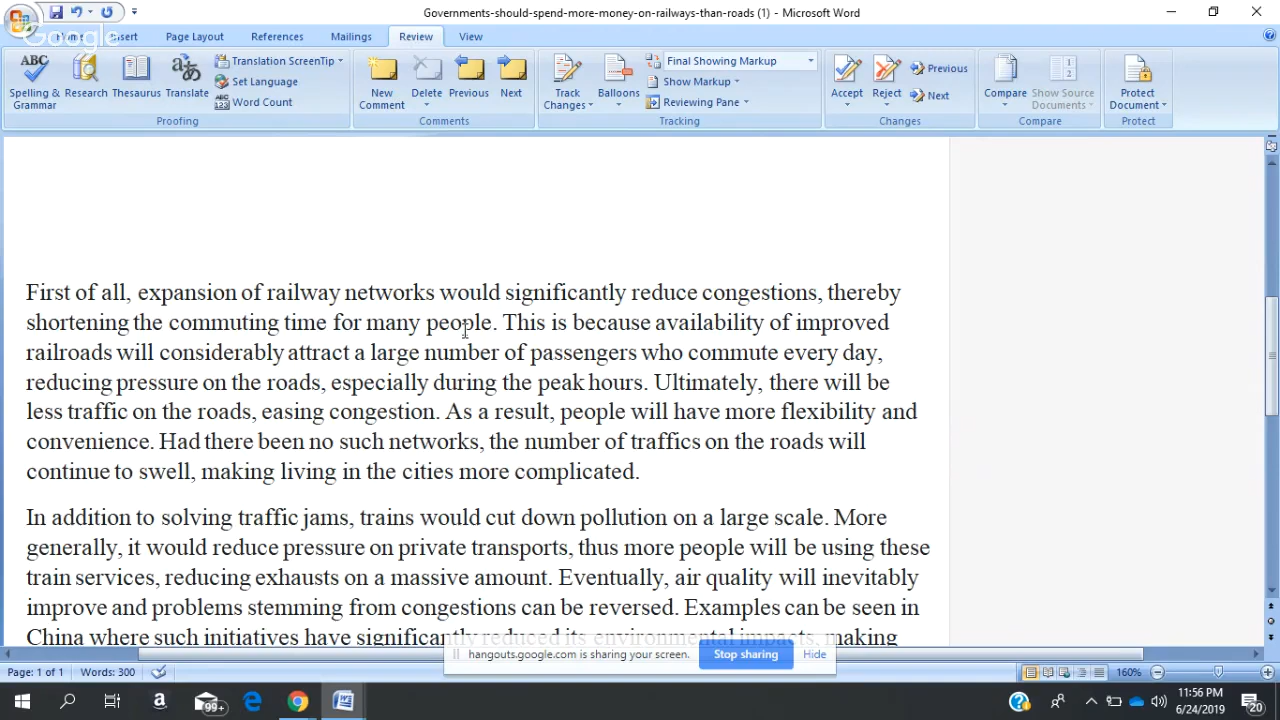 Governments-should-spend-more-money-on-railways-than-roads (1) - Microsoft Word
Google
Home Insert Page Layout References Mailings Review View
ABC Spelling & Grammar
Research
Thesaurus
Translate
Translation ScreenTip
Set Language
Word Count
Proofing
New Comment
Delete
Previous
Next
Comments
Track Changes
Balloons
Final Showing Markup
Show Markup
Reviewing Pane
Tracking
Accept
Reject
Previous
Next
Changes
Compare
Show Source Documents
Compare
Protect Document
Protect
First of all, expansion of railway networks would significantly reduce congestions, thereby
shortening the commuting time for many people. This is because availability of improved
railroads will considerably attract a large number of passengers who commute every day,
reducing pressure on the roads, especially during the peak hours. Ultimately, there will be
less traffic on the roads, easing congestion. As a result, people will have more flexibility and
convenience. Had there been no such networks, the number of traffics on the roads will
continue to swell, making living in the cities more complicated.
In addition to solving traffic jams, trains would cut down pollution on a large scale. More
generally, it would reduce pressure on private transports, thus more people will be using these
train services, reducing exhausts on a massive amount. Eventually, air quality will inevitably
improve and problems stemming from congestions can be reversed. Examples can be seen in
China where such initiatives have significantly reduced its environmental impacts, making
hangouts.google.com is sharing your screen. Stop sharing Hide
Page: 1 of 1 Words: 300 160%
99+
11:56 PM
6/24/2019
20